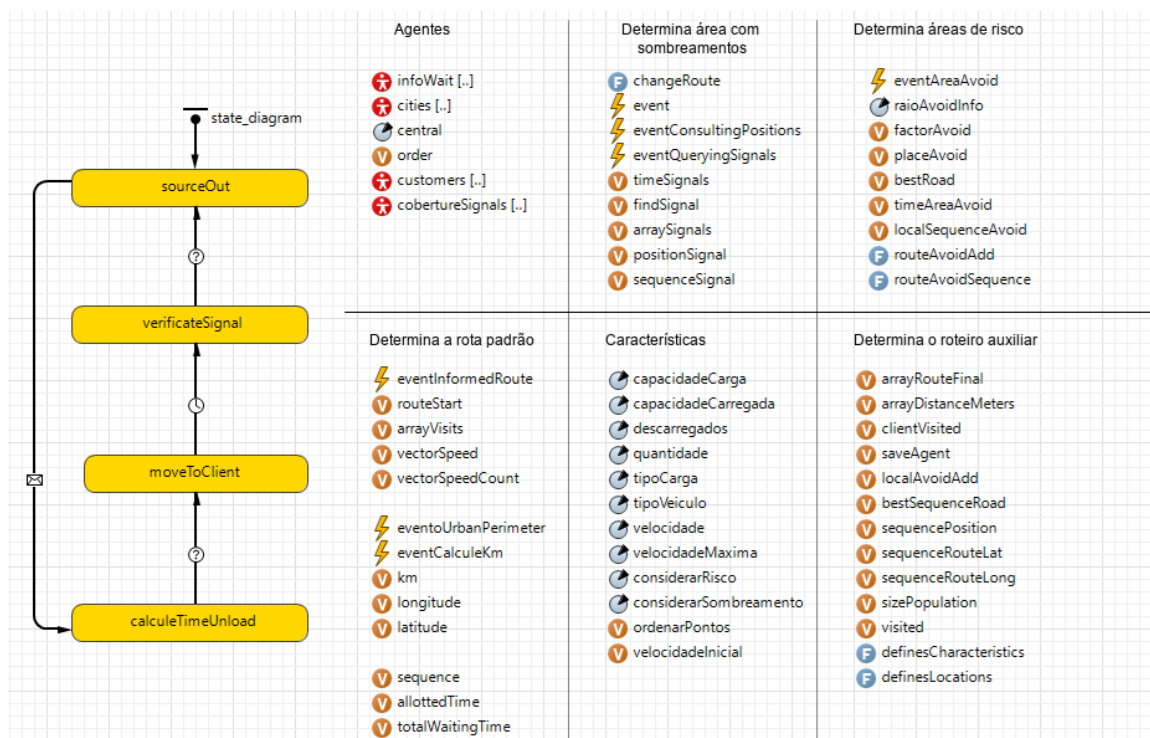 state_diagram
sourceOut
verificateSignal
moveToClient
calculeTimeUnload
Agentes
infoWait [..]
cities [..]
central
order
customers [..]
cobertureSignals [..]
Determina área com
sombreamentos
changeRoute
event
eventConsultingPositions
eventQueryingSignals
timeSignals
findSignal
arraySignals
positionSignal
sequenceSignal
Determina áreas de risco
eventAreaAvoid
raioAvoidInfo
factorAvoid
placeAvoid
bestRoad
timeAreaAvoid
localSequenceAvoid
routeAvoidAdd
routeAvoidSequence
Determina a rota padrão
eventInformedRoute
routeStart
arrayVisits
vectorSpeed
vectorSpeedCount
eventoUrbanPerimeter
eventCalculeKm
km
longitude
latitude
sequence
allottedTime
totalWaitingTime
Características
capacidadeCarga
capacidadeCarregada
descarregados
quantidade
tipoCarga
tipoVeiculo
velocidade
velocidadeMaxima
considerarRisco
considerarSombreamento
ordenarPontos
velocidadeInicial
Determina o roteiro auxiliar
arrayRouteFinal
arrayDistanceMeters
clientVisited
saveAgent
localAvoidAdd
bestSequenceRoad
sequencePosition
sequenceRouteLat
sequenceRouteLong
sizePopulation
visited
definesCharacteristics
definesLocations